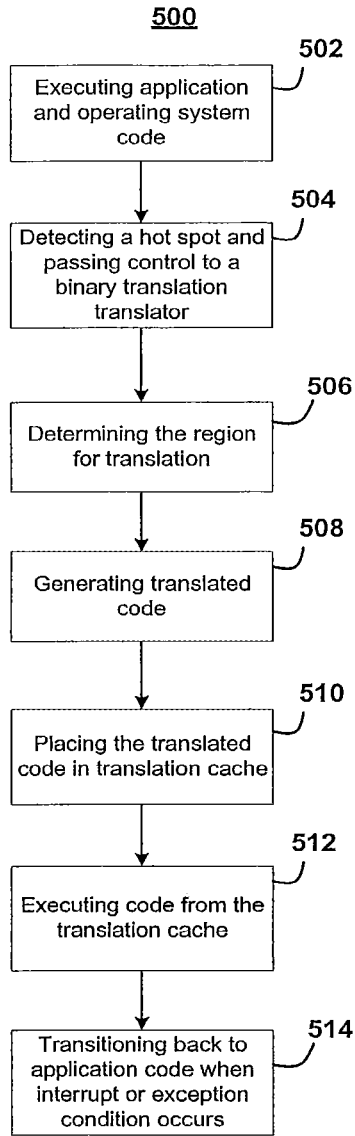 500
502
Executing application
and operating system
code
504
Detecting a hot spot and
passing control to a
binary translation
translator
506
Determining the region
for translation
508
Generating translated
code
510
Placing the translated
code in translation cache
512
Executing code from the
translation cache
514
Transitioning back to
application code when
interrupt or exception
condition occurs